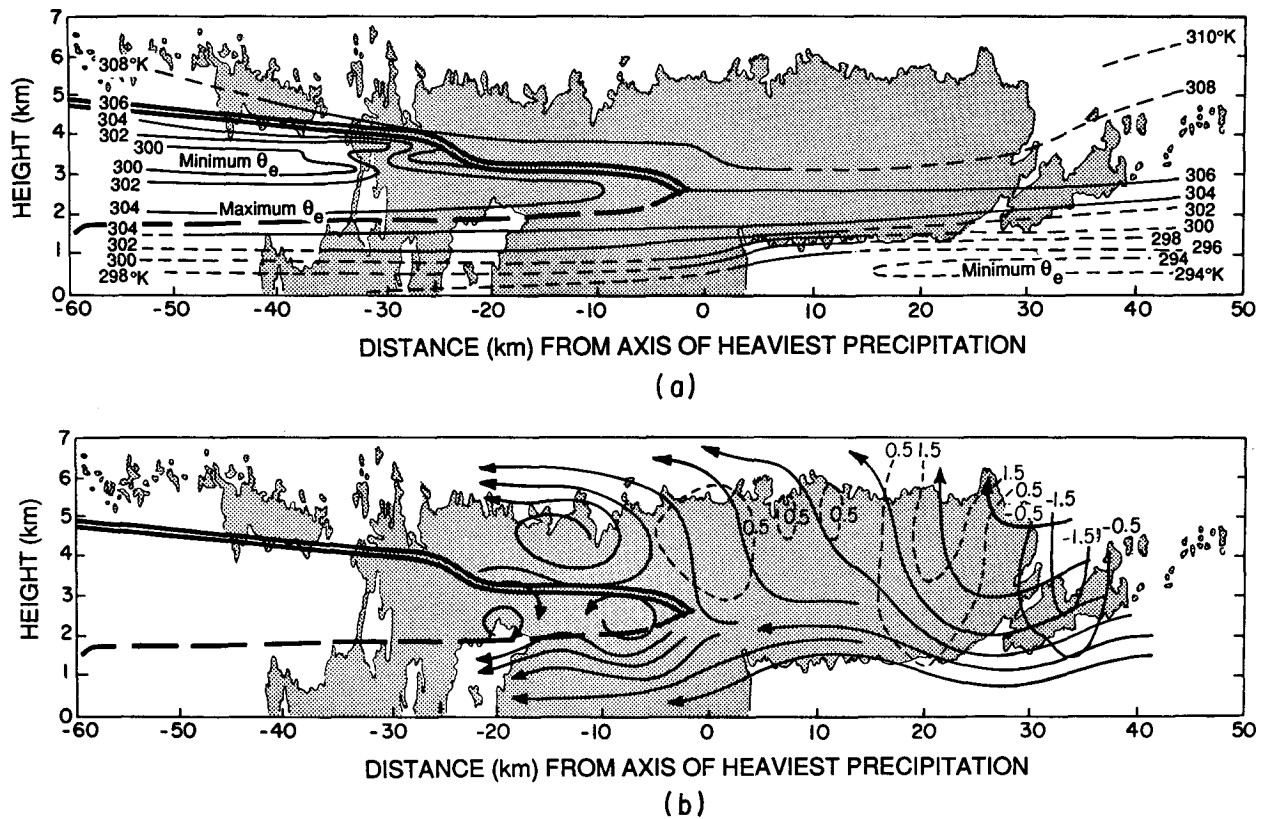 7
6
5
4
3
2
1
0
HEIGHT (km)
308°K
306
304
302
300
Minimum θe
300
302
304
Maximum θe
304
302
300
298°K
310°K
308
306
304
302
300
298
296
294
Minimum θe
294°K
-60 -50 -40 -30 -20 -10 0 10 20 30 40 50
DISTANCE (km) FROM AXIS OF HEAVIEST PRECIPITATION
(a)
7
6
5
4
3
2
1
0
HEIGHT (km)
0.5 1.5
1.5
0.5
-0.5
-1.5
-1.5
-0.5
0.5 0.5 0.5
-60 -50 -40 -30 -20 -10 0 10 20 30 40 50
DISTANCE (km) FROM AXIS OF HEAVIEST PRECIPITATION
(b)